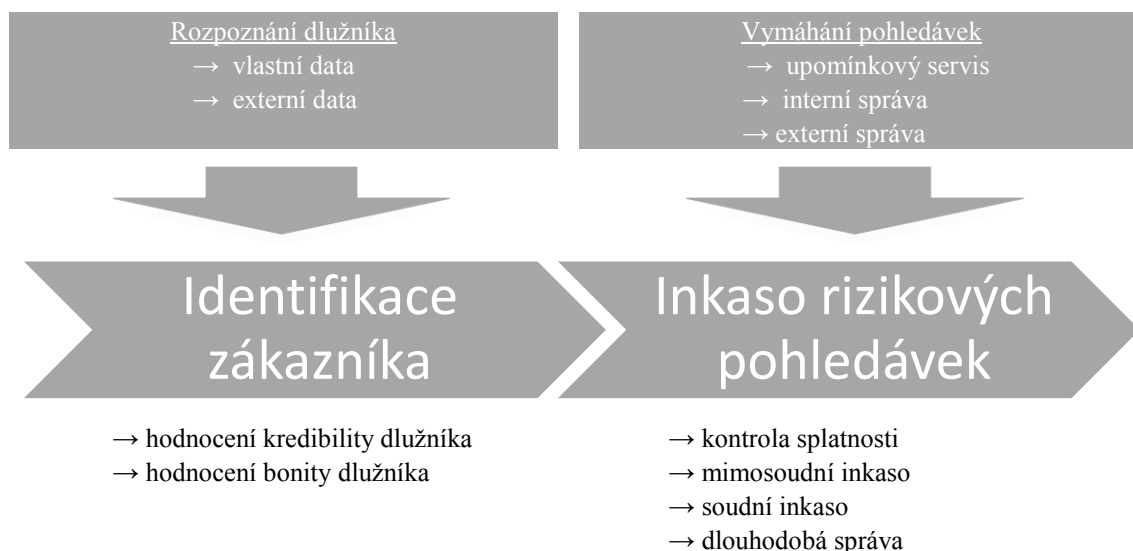 Rozpoznání dlužníka
→ vlastní data
→ externí data
Vymáhání pohledávek
→ upomínkový servis
→ interní správa
→ externí správa
Identifikace
zákazníka
Inkaso rizikových
pohledávek
→ hodnocení kredibility dlužníka
→ hodnocení bonity dlužníka
→ kontrola splatnosti
→ mimosoudní inkaso
→ soudní inkaso
→ dlouhodobá správa